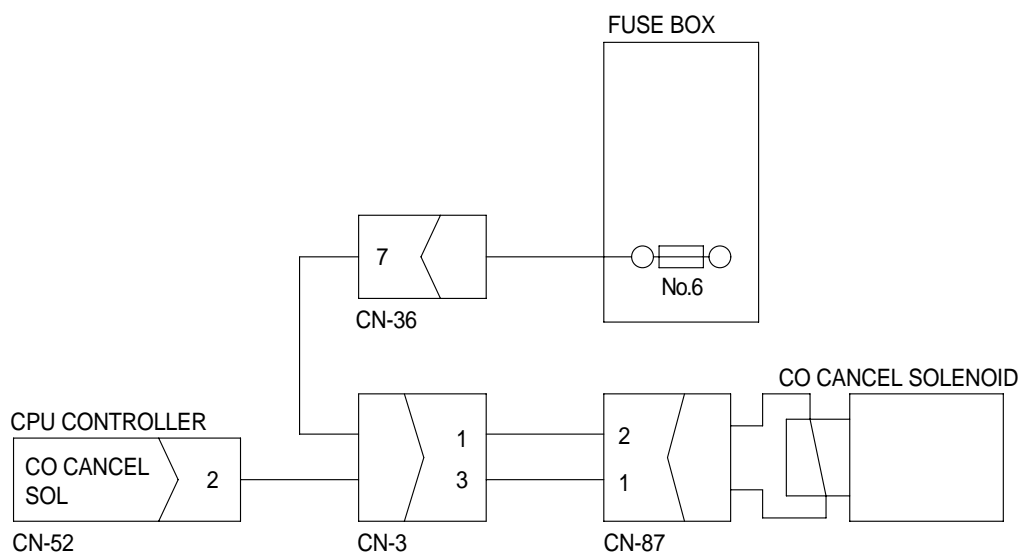 FUSE BOX
No.6
7
CN-36
CO CANCEL SOLENOID
CPU CONTROLLER
CO CANCEL
SOL
2
1
3
2
1
CN-52
CN-3
CN-87